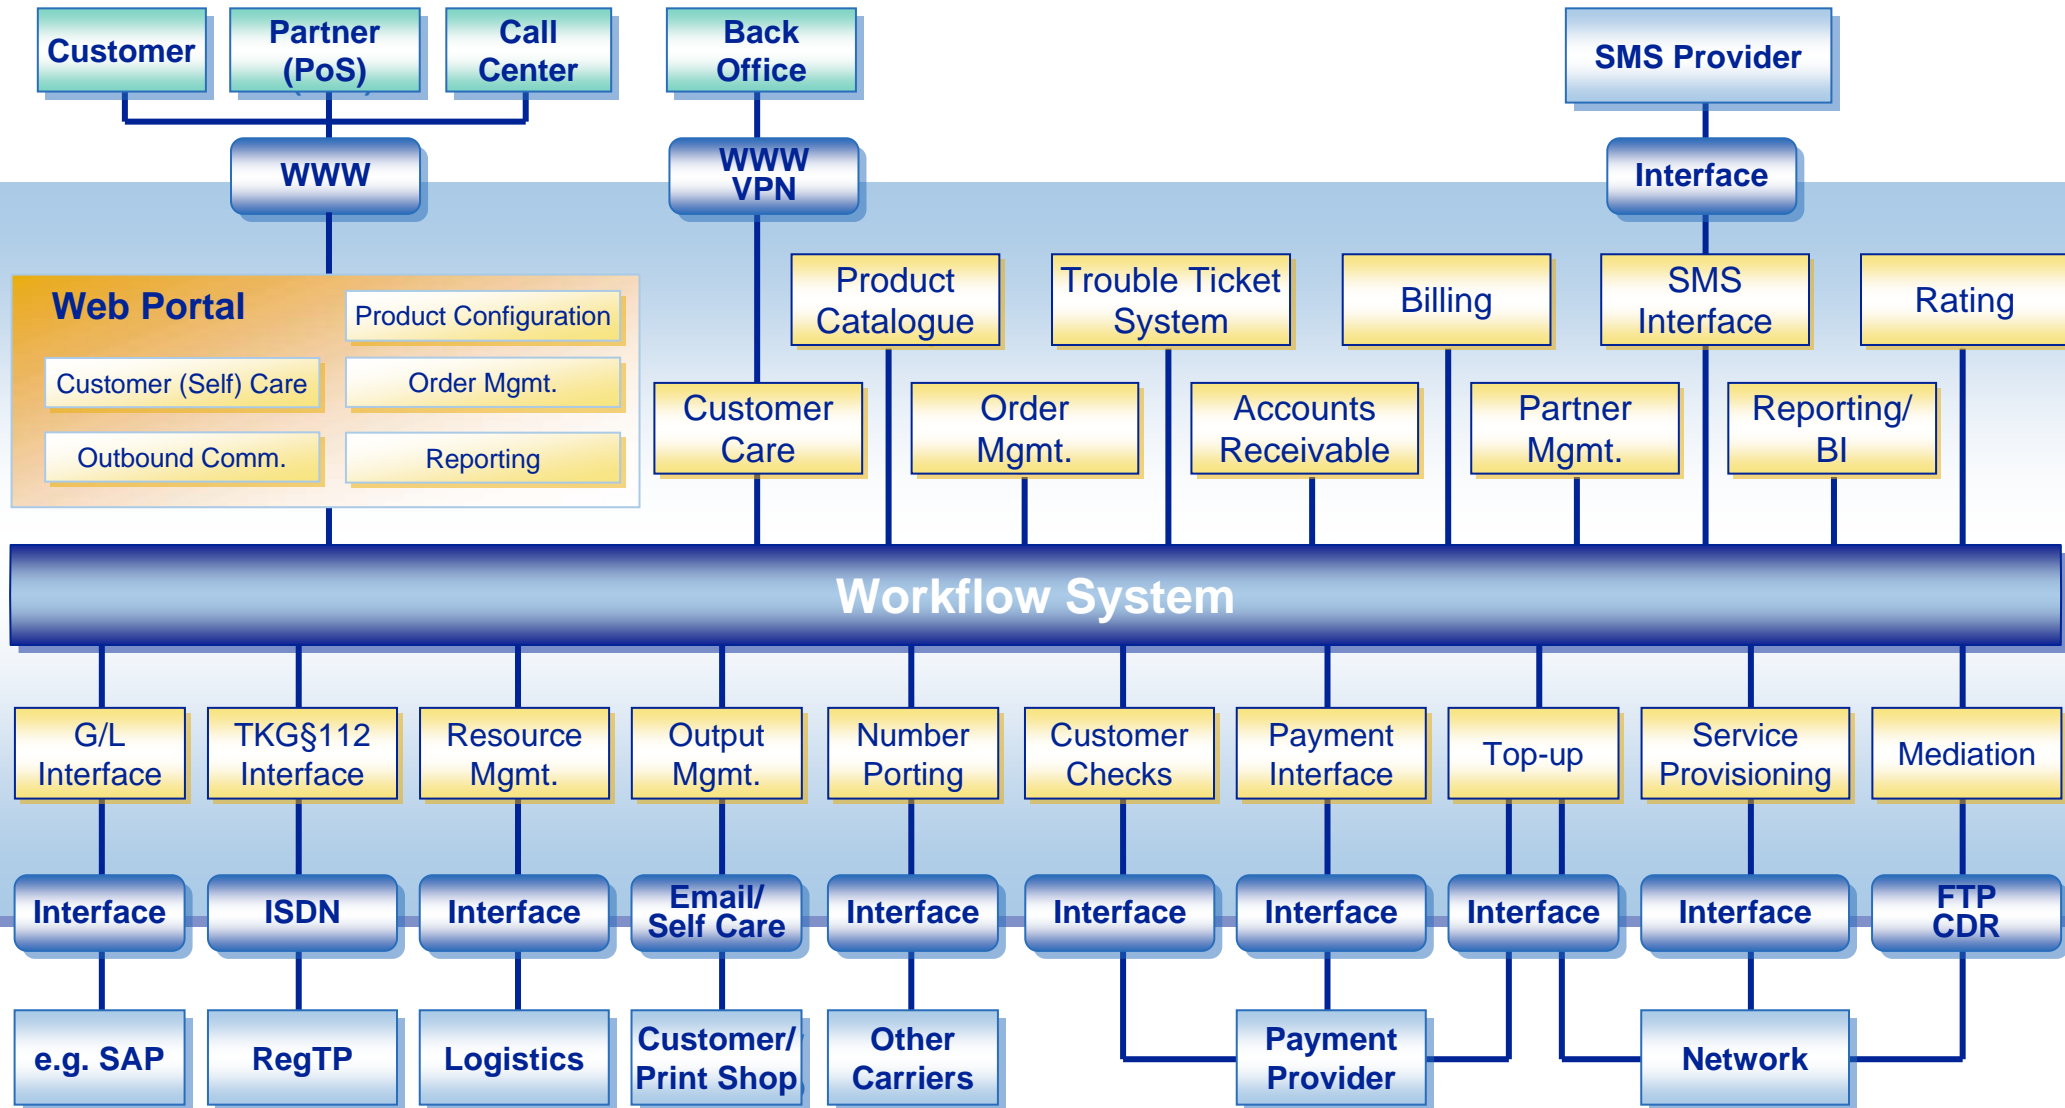 Customer
Partner
(PoS)
Call
Center
Back
Office
SMS Provider
WWW
WWW
VPN
Interface
Web Portal
Product Configuration
Customer (Self) Care
Order Mgmt.
Outbound Comm.
Reporting
Product
Catalogue
Trouble Ticket
System
Billing
SMS
Interface
Rating
Customer
Care
Order
Mgmt.
Accounts
Receivable
Partner
Mgmt.
Reporting/
BI
Workflow System
G/L
Interface
TKG§112
Interface
Resource
Mgmt.
Output
Mgmt.
Number
Porting
Customer
Checks
Payment
Interface
Top-up
Service
Provisioning
Mediation
Interface
ISDN
Interface
Email/
Self Care
Interface
Interface
Interface
Interface
Interface
FTP
CDR
e.g. SAP
RegTP
Logistics
Customer/
Print Shop
Other
Carriers
Payment
Provider
Network